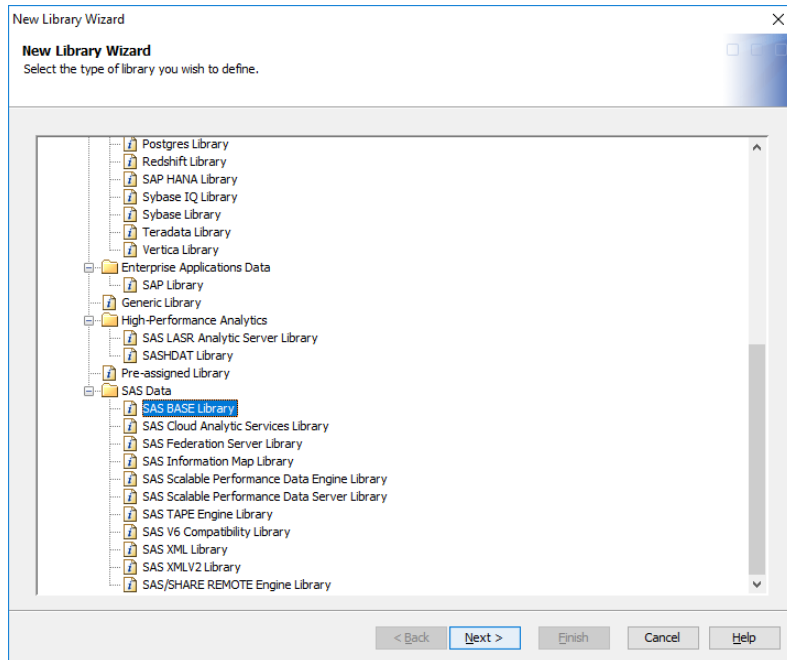 New Library Wizard
New Library Wizard
Select the type of library you wish to define.
Postgres Library
Redshift Library
SAP HANA Library
Sybase IQ Library
Sybase Library
Teradata Library
Vertica Library
Enterprise Applications Data
SAP Library
Generic Library
High-Performance Analytics
SAS LASR Analytic Server Library
SASHDAT Library
Pre-assigned Library
SAS Data
SAS BASE Library
SAS Cloud Analytic Services Library
SAS Federation Server Library
SAS Information Map Library
SAS Scalable Performance Data Engine Library
SAS Scalable Performance Data Server Library
SAS TAPE Engine Library
SAS V6 Compatibility Library
SAS XML Library
SAS XMLV2 Library
SAS/SHARE REMOTE Engine Library
< Back Next > Finish Cancel Help